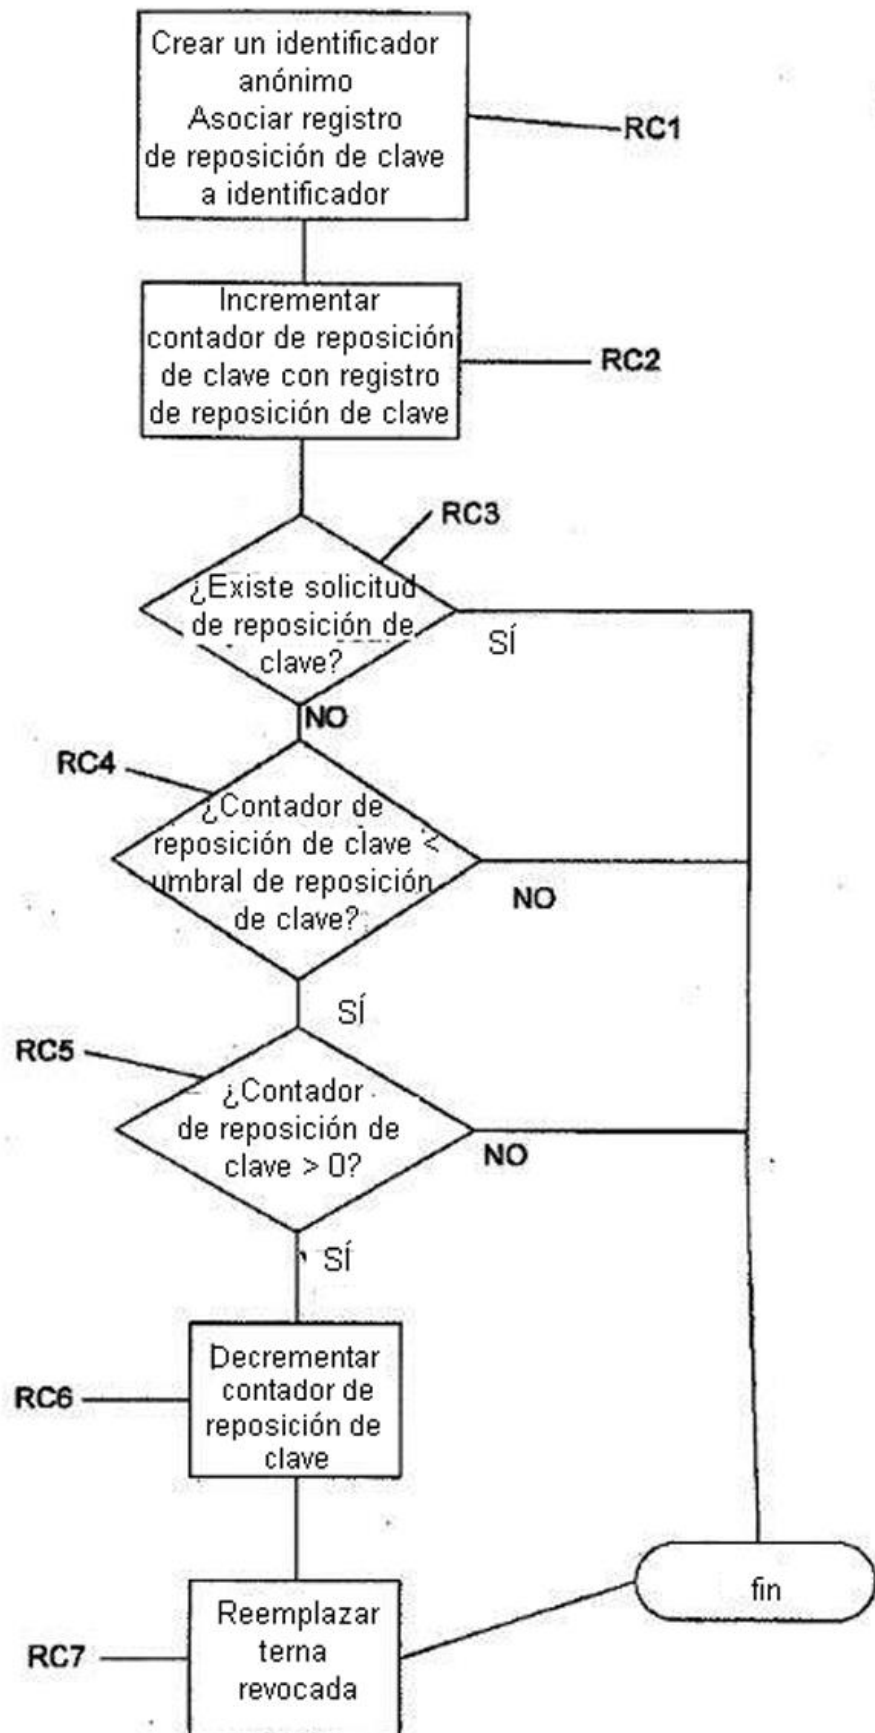 Crear un identificador
anónimo
Asociar registro
de reposición de clave
a identificador
RC1
Incrementar
contador de reposición
de clave con registro
de reposición de clave
RC2
RC3
¿Existe solicitud
de reposición de
clave?
SÍ
NO
RC4
¿Contador de
reposición de clave <
umbral de reposición
de clave?
NO
SÍ
RC5
¿Contador
de reposición de
clave > 0?
NO
SÍ
RC6
Decrementar
contador de
reposición de
clave
fin
RC7
Reemplazar
terna
revocada